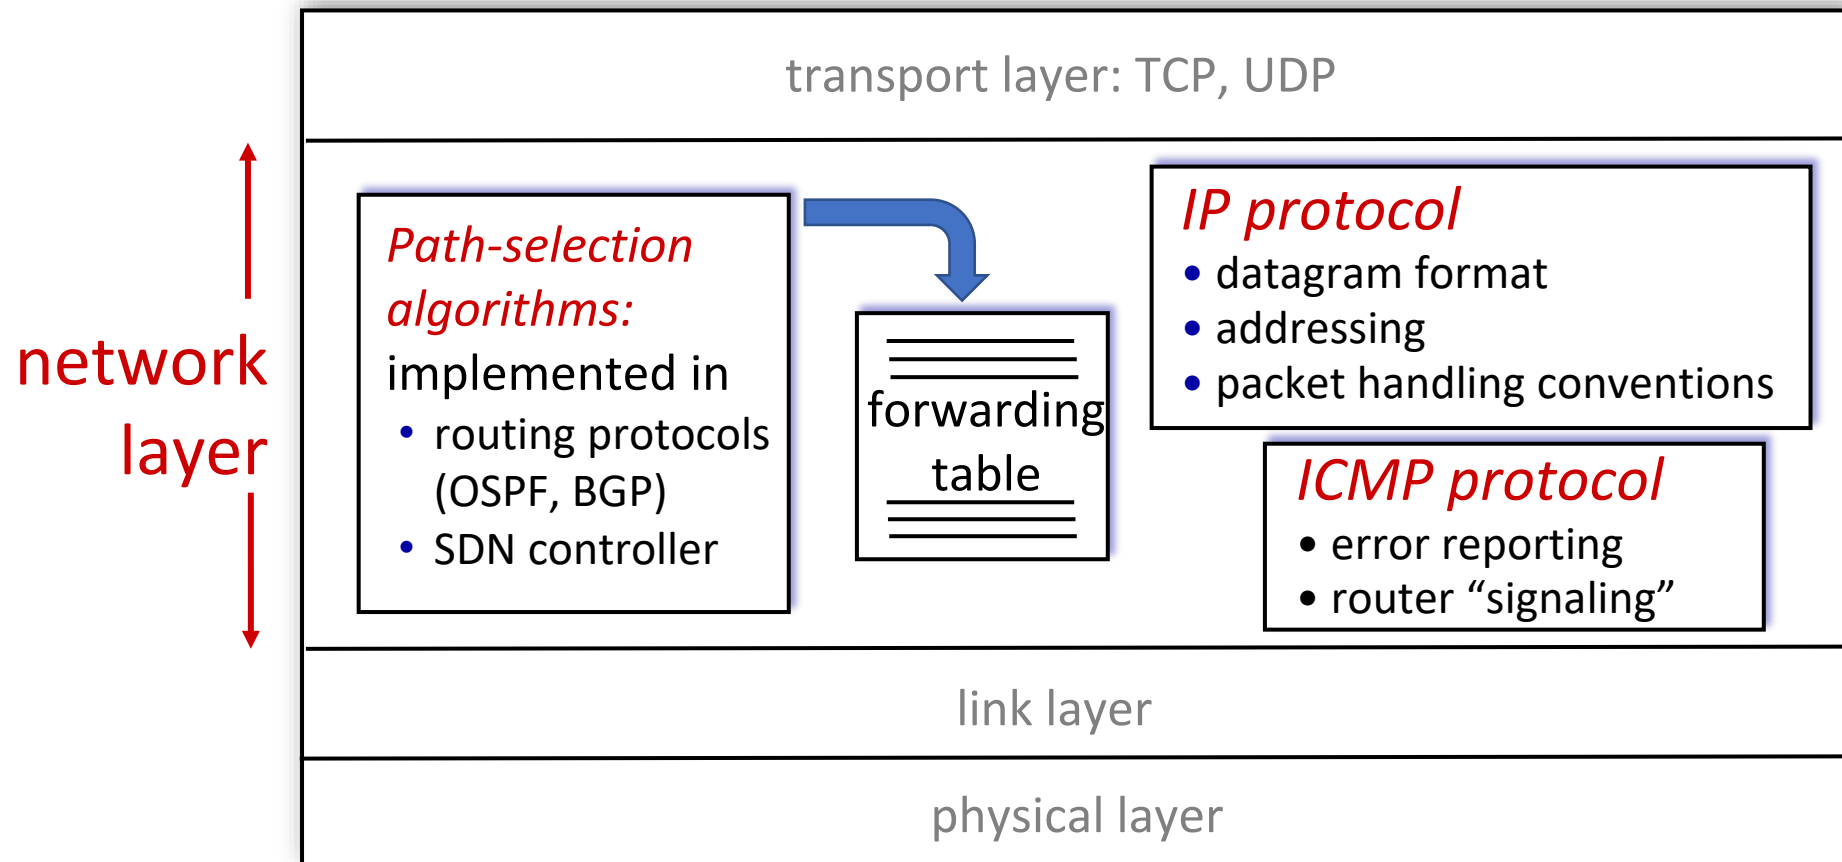 transport layer: TCP, UDP
network
layer
Path-selection
algorithms:
implemented in
• routing protocols
(OSPF, BGP)
• SDN controller
forwarding
table
IP protocol
• datagram format
• addressing
• packet handling conventions
ICMP protocol
• error reporting
• router “signaling”
link layer
physical layer